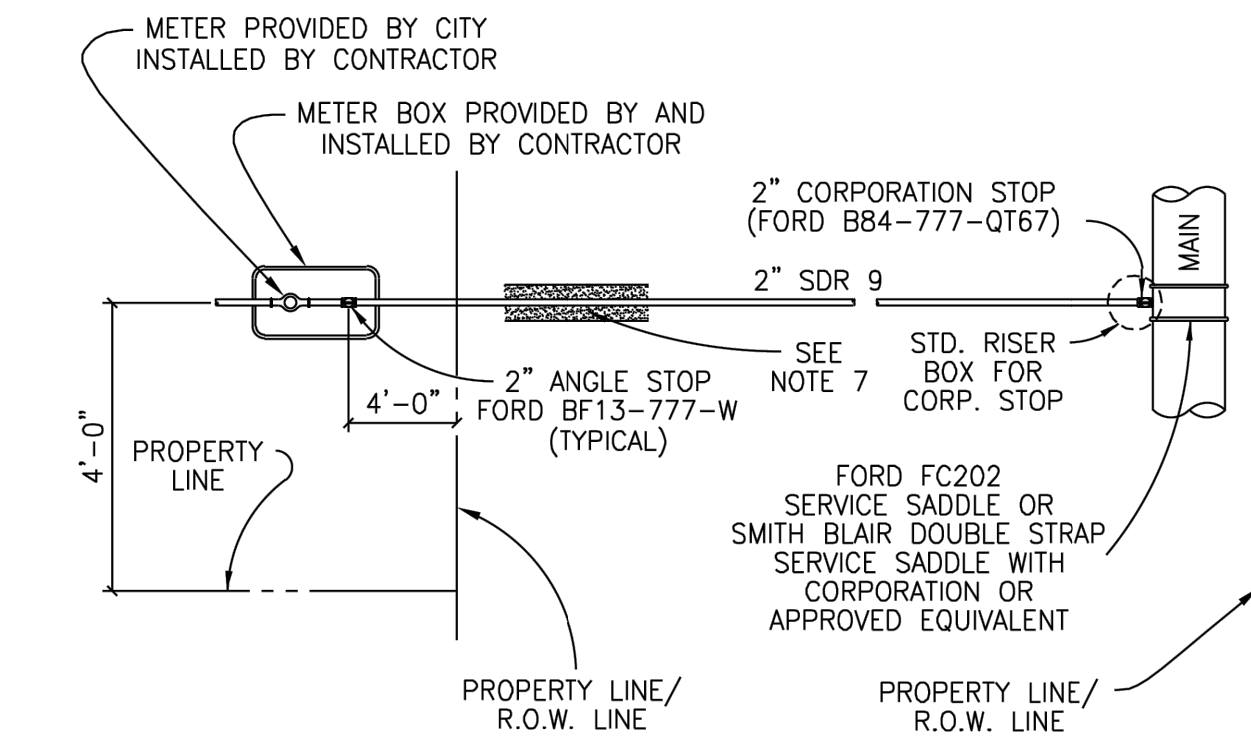 METER PROVIDED BY CITY
INSTALLED BY CONTRACTOR
METER BOX PROVIDED BY AND
INSTALLED BY CONTRACTOR
2” CORPORATION STOP
(FORD B84-777-QT67)
MAIN
2” SDR 9
SEE
NOTE 7
STD. RISER
BOX FOR
CORP. STOP
2” ANGLE STOP
FORD BF13-777-W
(TYPICAL)
4’-0”
4’-0”
PROPERTY
LINE
FORD FC202
SERVICE SADDLE OR
SMITH BLAIR DOUBLE STRAP
SERVICE SADDLE WITH
CORPORATION OR
APPROVED EQUIVALENT
PROPERTY LINE/
R.O.W. LINE
PROPERTY LINE/
R.O.W. LINE